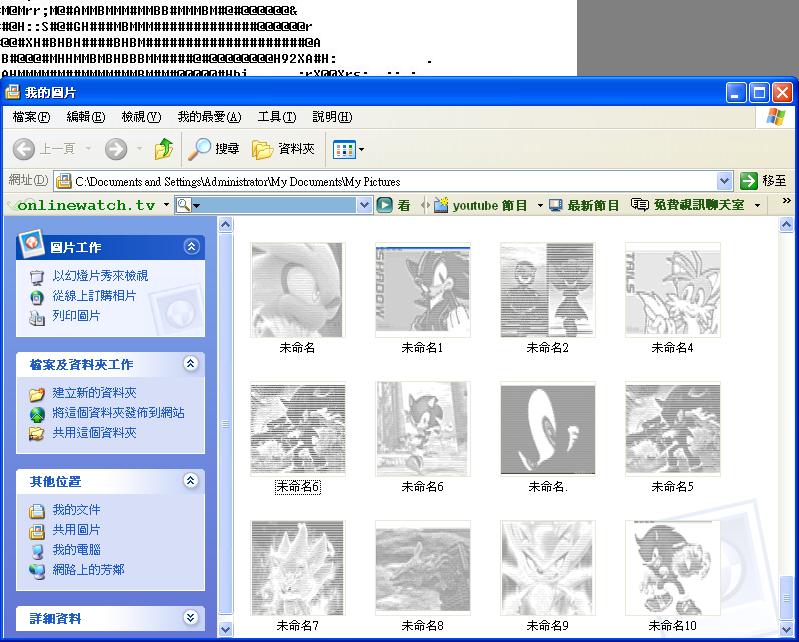 M@Mrr;M@#AMMBMMM#MMBB#MMMBM#@#@@@@@&
#@H::S#@#GH###MBMMM#############@@@@@@r
@@#XH#BHBH####BHBM####################@A
B#@@@#MHHMMBMBHBBBMM####@#@@@@@@@@H92XA#H: .
我的圖片
檔案(F) 編輯(E) 檢視(V) 我的最愛(A) 工具(T) 說明(H)
上一頁 搜尋 資料夾
網址(D) C:\Documents and Settings\Administrator\My Documents\My Pictures 移至
onlinewatch.tv 看 youtube 節目 最新節目 免費視訊聊天室 »
圖片工作
以幻燈片秀來檢視
從線上訂購相片
列印圖片
檔案及資料夾工作
建立新的資料夾
將這個資料夾發佈到網站
共用這個資料夾
其他位置
我的文件
共用圖片
我的電腦
網路上的芳鄰
詳細資料
SHADOW
TAILS
未命名 未命名1 未命名2 未命名4
未命名6 未命名6 未命名. 未命名5
未命名7 未命名8 未命名9 未命名10